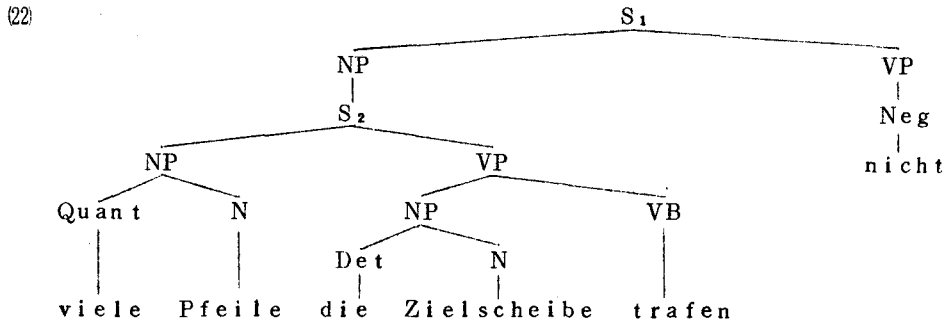 (22)
S₁
NP VP
S₂ Neg
NP VP nicht
Quant N NP VB
Det N
viele Pfeile die Zielscheibe trafen